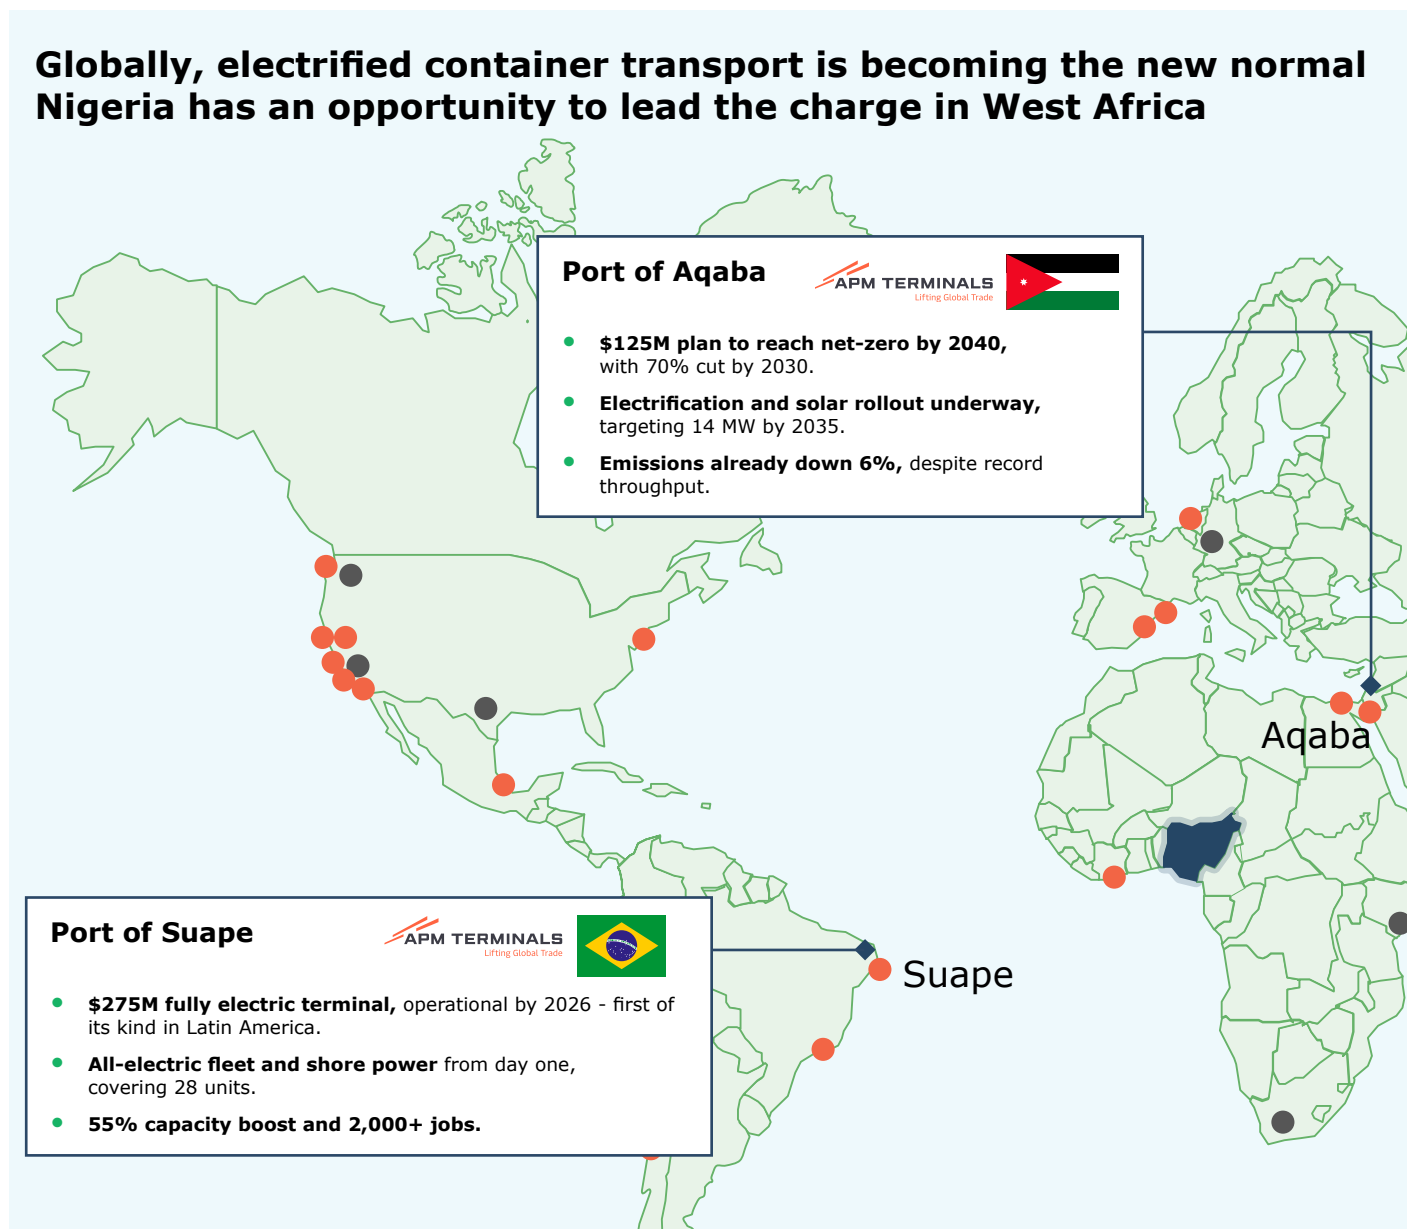 Globally, electrified container transport is becoming the new normal
Nigeria has an opportunity to lead the charge in West Africa
Port of Aqaba
APM TERMINALS
Lifting Global Trade
• $125M plan to reach net-zero by 2040,
with 70% cut by 2030.
• Electrification and solar rollout underway,
targeting 14 MW by 2035.
• Emissions already down 6%, despite record
throughput.
Aqaba
Port of Suape
APM TERMINALS
Lifting Global Trade
• $275M fully electric terminal, operational by 2026 - first of
its kind in Latin America.
• All-electric fleet and shore power from day one,
covering 28 units.
• 55% capacity boost and 2,000+ jobs.
Suape